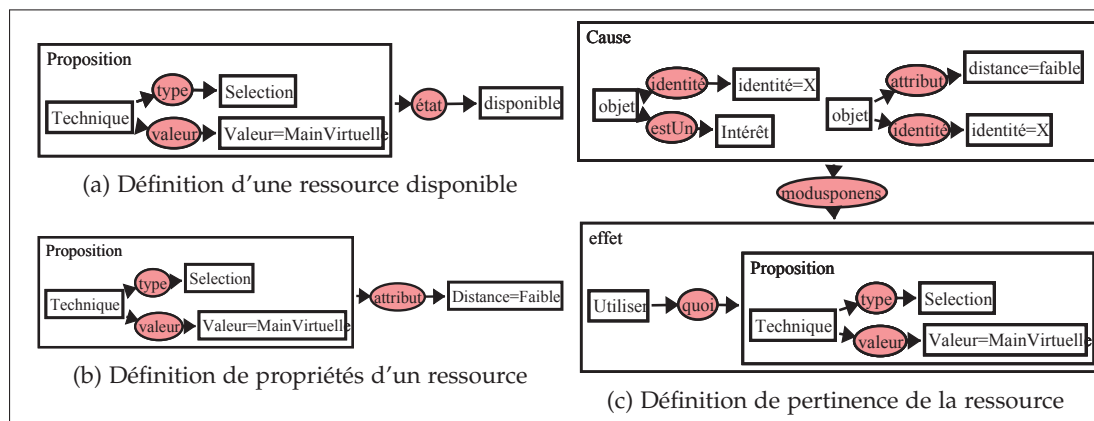 Proposition
type
Selection
Technique
valeur
Valeur=MainVirtuelle
état
disponible
(a) Définition d'une ressource disponible
Proposition
type
Selection
Technique
valeur
Valeur=MainVirtuelle
attribut
Distance=Faible
(b) Définition de propriétés d'un ressource
Cause
objet
identité
identité=X
estUn
Intérêt
objet
attribut
distance=faible
identité
identité=X
modusponens
effet
Utiliser
quoi
Proposition
type
Selection
Technique
valeur
Valeur=MainVirtuelle
(c) Définition de pertinence de la ressource